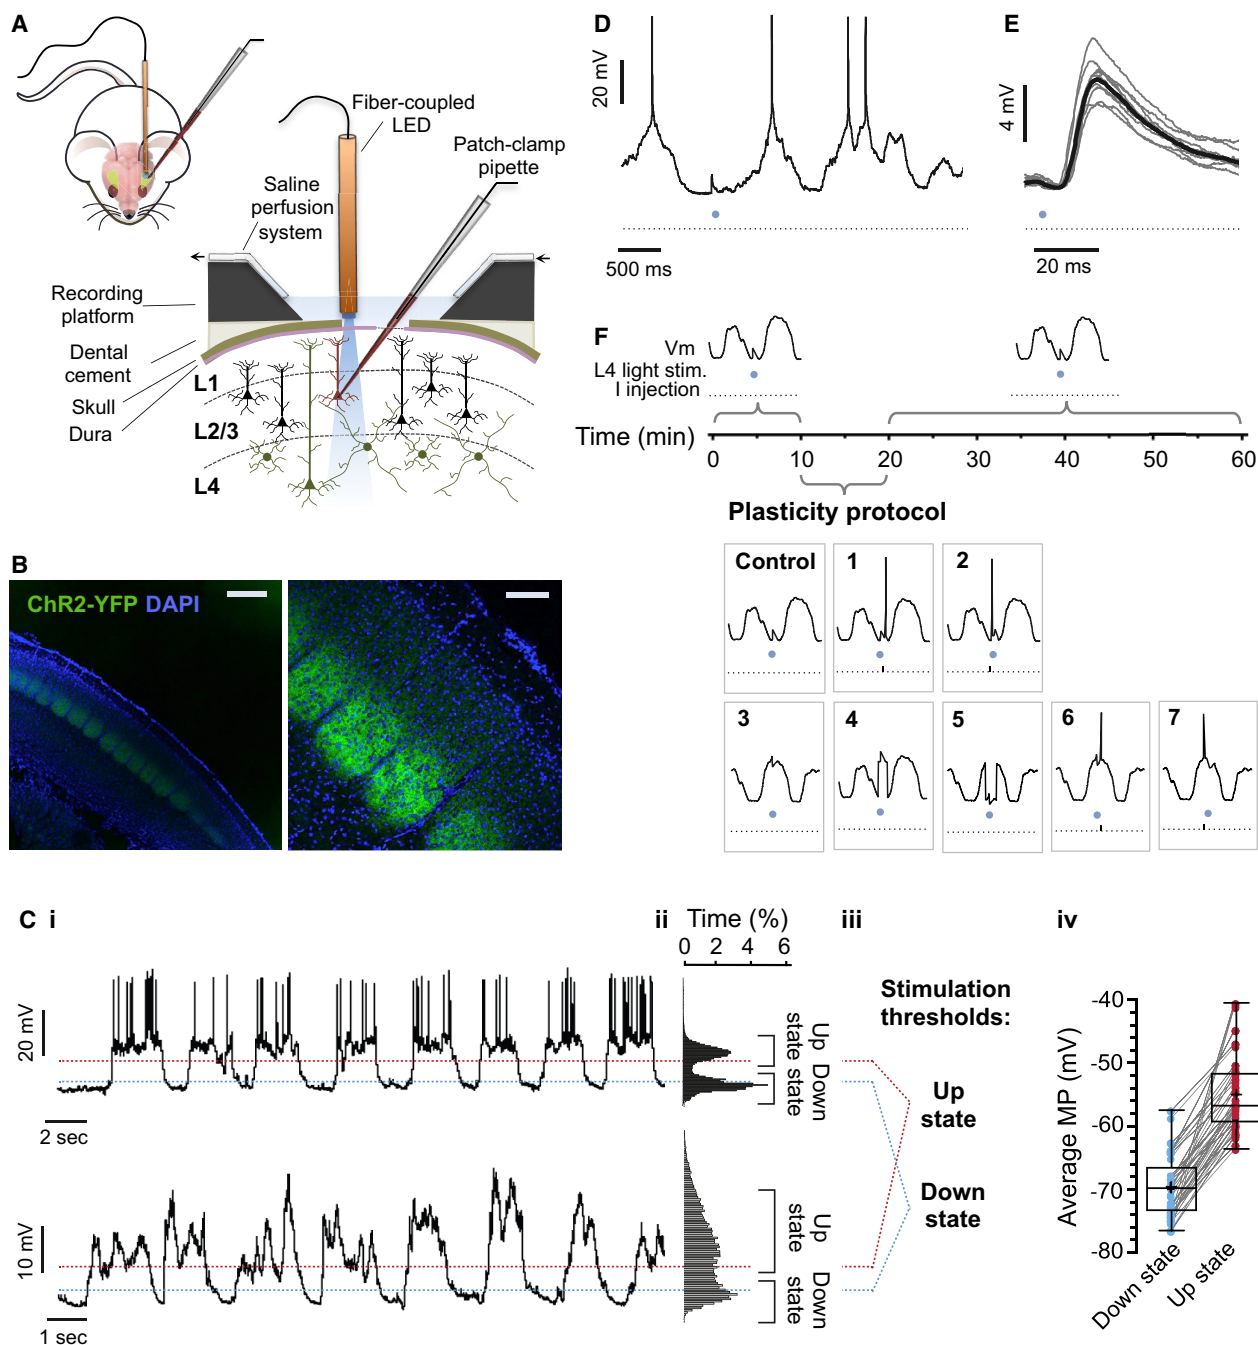 A
Fiber-coupled
LED
Patch-clamp
pipette
Saline
perfusion
system
Recording
platform
Dental
cement
Skull
Dura
L1
L2/3
L4
B
ChR2-YFP DAPI
D
20 mV
500 ms
E
4 mV
20 ms
F
Vm
L4 light stim.
I injection
Time (min)
0 10 20 30 40 50 60
Plasticity protocol
Control 1 2
3 4 5 6 7
C i
20 mV
2 sec
10 mV
1 sec
ii
Time (%)
0 2 4 6
Up
state
Down
state
Up
state
Down
state
iii
Stimulation
thresholds:
Up
state
Down
state
iv
Average MP (mV)
-40
-50
-60
-70
-80
Down state
Up state